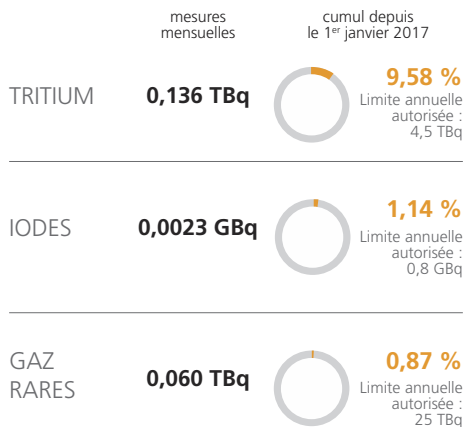 mesures
mensuelles
cumul depuis
le 1er janvier 2017
TRITIUM
0,136 TBq
9,58 %
Limite annuelle
autorisée :
4,5 TBq
IODES
0,0023 GBq
1,14 %
Limite annuelle
autorisée :
0,8 GBq
GAZ
RARES
0,060 TBq
0,87 %
Limite annuelle
autorisée :
25 TBq